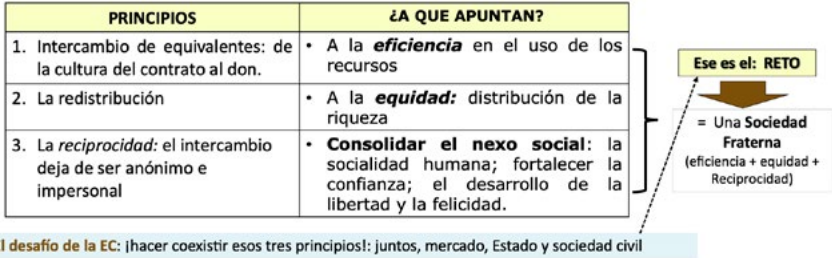 PRINCIPIOS
¿A QUE APUNTAN?
1. Intercambio de equivalentes: de
la cultura del contrato al don.
• A la eficiencia en el uso de los
recursos
2. La redistribución
• A la equidad: distribución de la
riqueza
3. La reciprocidad: el intercambio
deja de ser anónimo e
impersonal
• Consolidar el nexo social: la
socialidad humana; fortalecer la
confianza; el desarrollo de la
libertad y la felicidad.
Ese es el: RETO
= Una Sociedad
Fraterna
(eficiencia + equidad +
Reciprocidad)
l desafío de la EC: ¡hacer coexistir esos tres principios!: juntos, mercado, Estado y sociedad civil